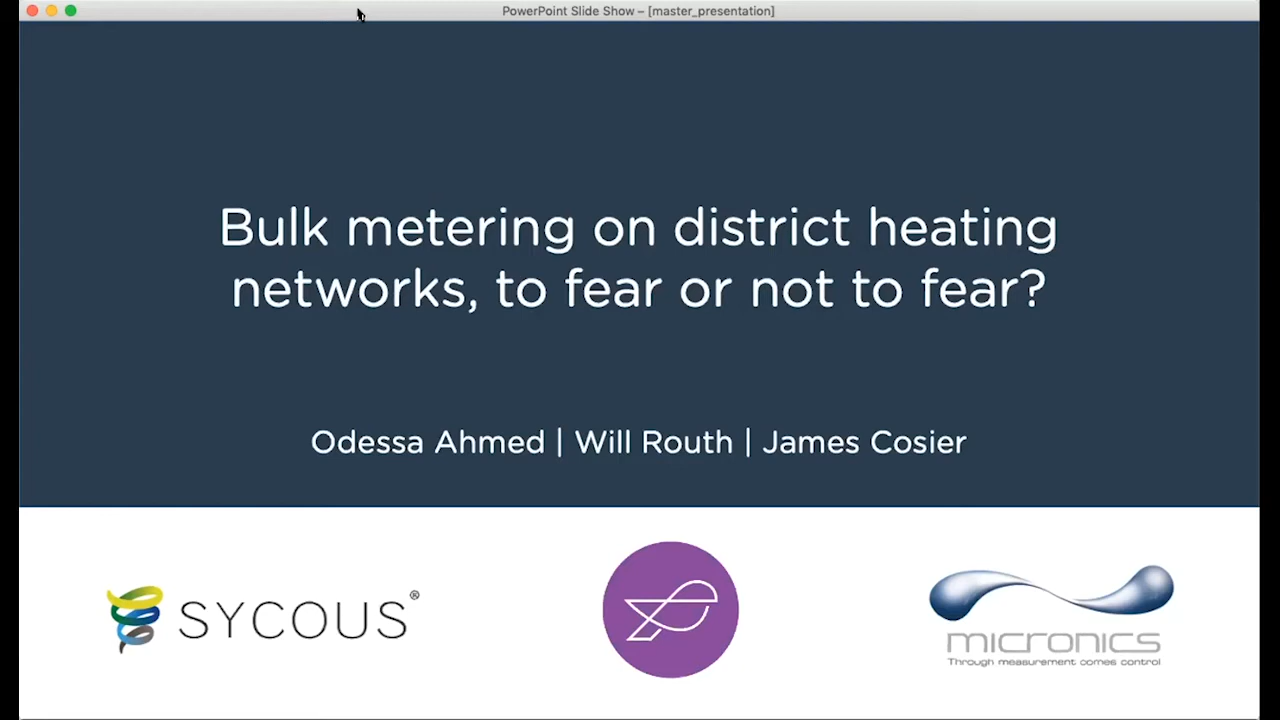 PowerPoint Slide Show – [master_presentation]
Bulk metering on district heating
networks, to fear or not to fear?
Odessa Ahmed | Will Routh | James Cosier
SYCOUS®
micronics
Through measurement comes control